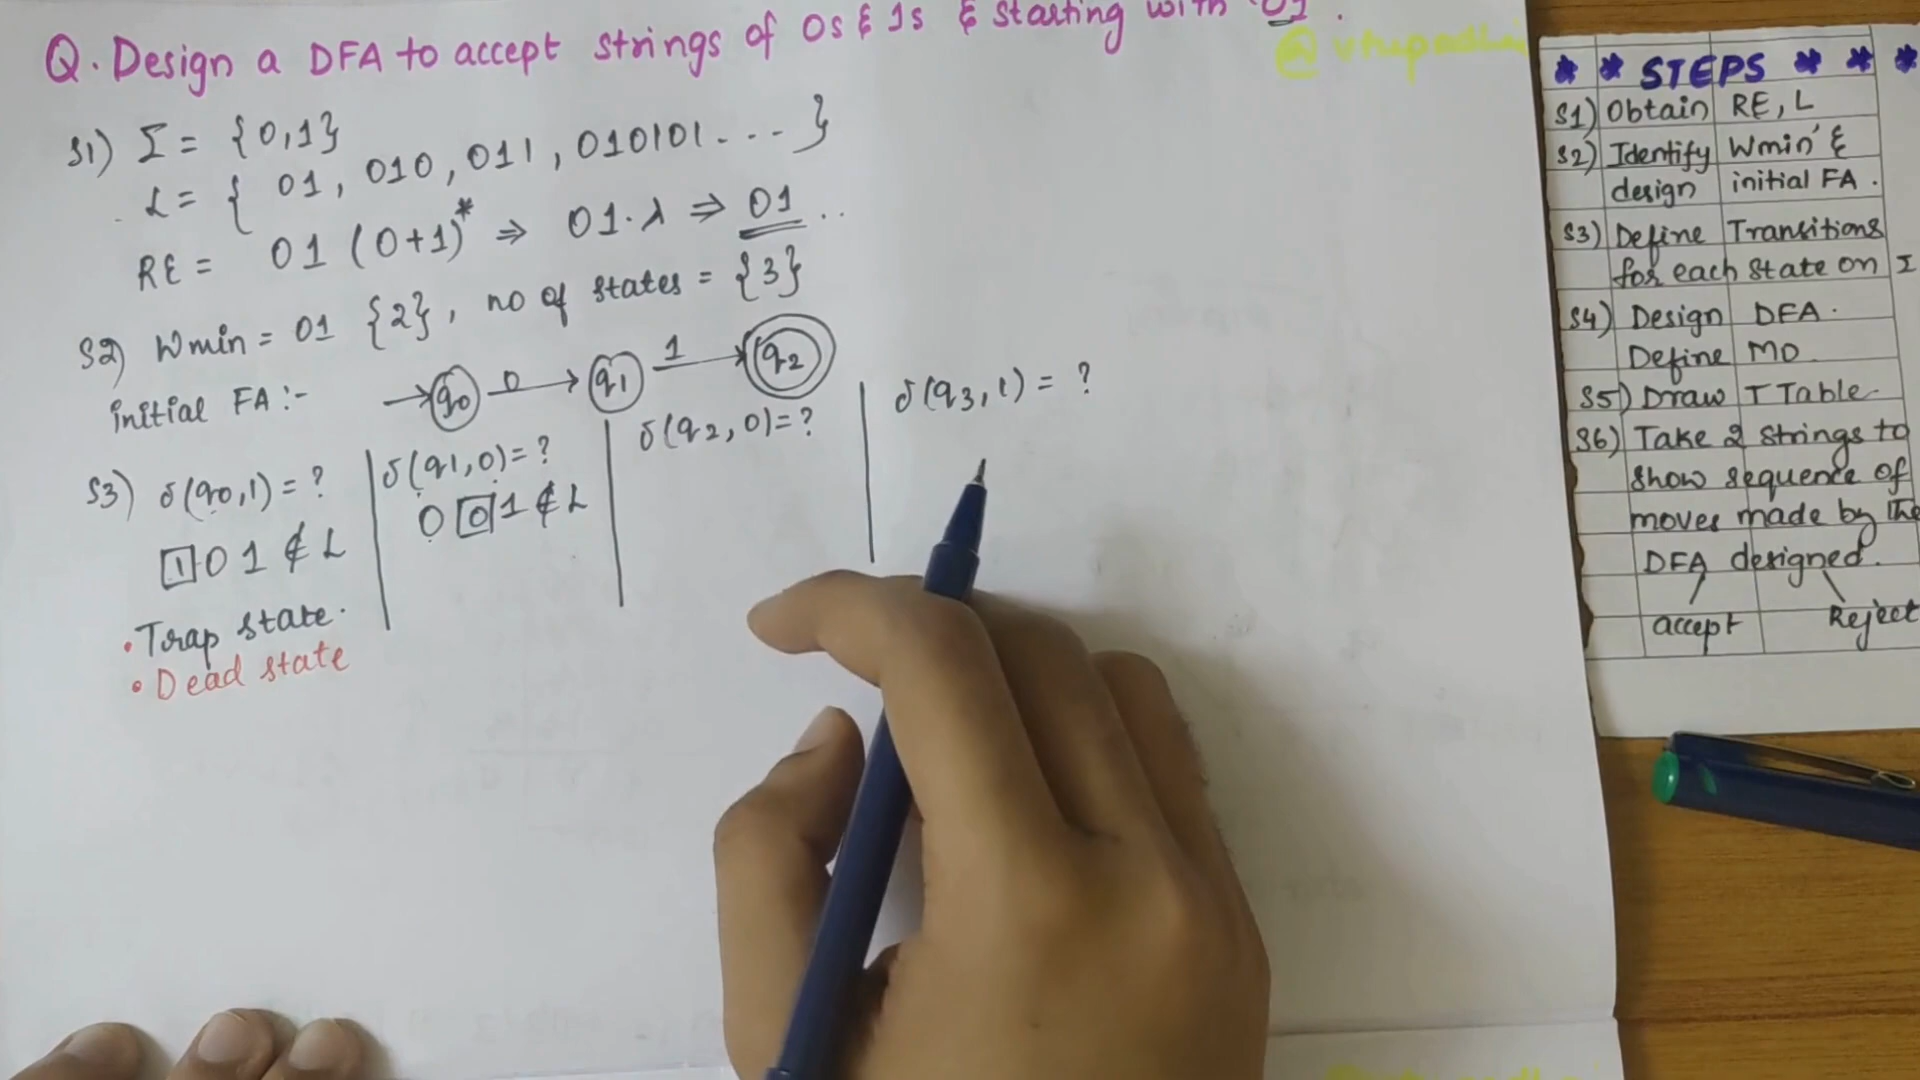 Q. Design a DFA to accept strings of 0s & 1s & starting with '01'.
S1) Σ = {0,1}
L = { 01, 010, 011, 010101... }
RE = 01 (0+1)* ⇒ 01·λ ⇒ 01 ..
S2) Wmin = 01 {2}, no of states = {3}
initial FA :- → q0 0 → q1 1 → q2
S3) δ(q0,1) = ?
1 0 1 ∉ L
• Trap state.
• Dead state
δ(q1,0) = ?
0 0 1 ∉ L
δ(q2,0) = ?
δ(q3,1) = ?
* * STEPS * * *
S1) Obtain RE, L
S2) Identify Wmin' &
design initial FA.
S3) Define Transitions
for each state on Σ
S4) Design DFA.
Define MD
S5) Draw T Table
S6) Take 2 strings to
show sequence of
moves made by the
DFA designed.
accept Reject